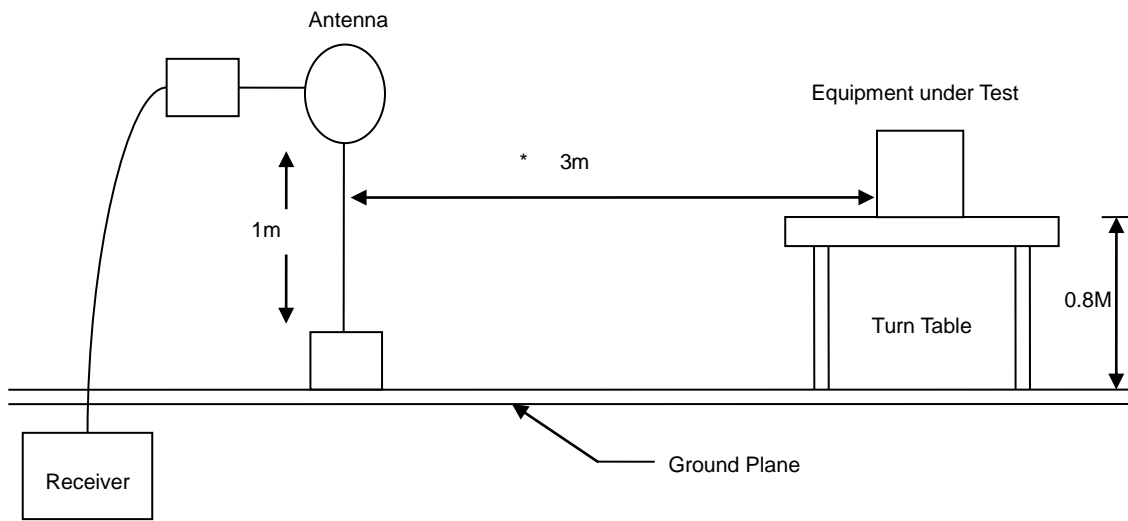 Antenna
Equipment under Test
* 3m
1m
0.8M
Turn Table
Ground Plane
Receiver